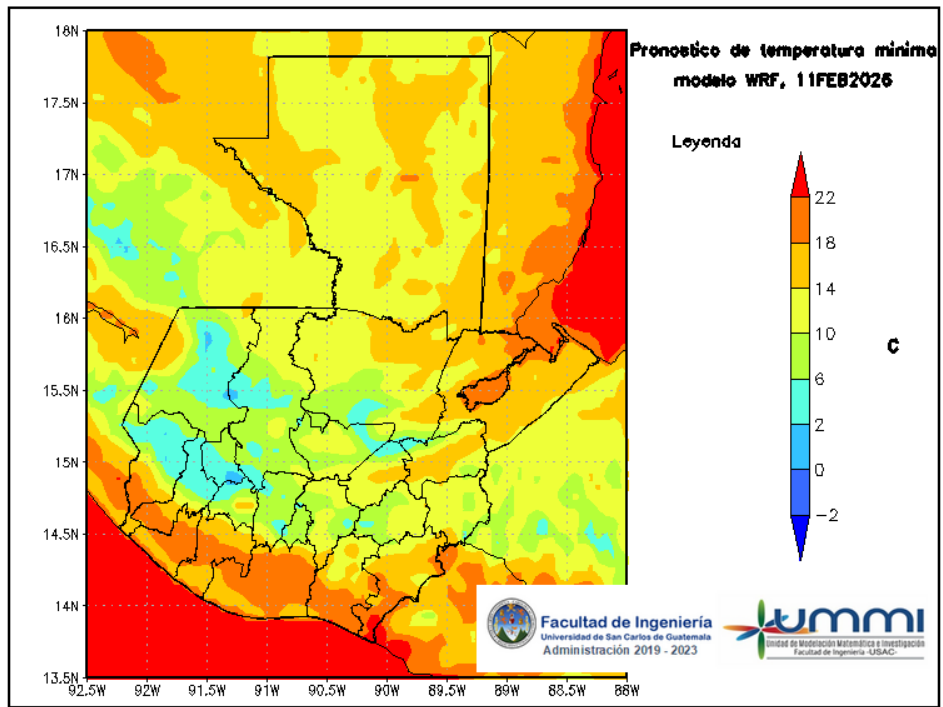 Pronostico de temperatura minima
modelo WRF, 11FEB2026
Leyenda
22
18
14
10
6
2
0
-2
C
18N
17.5N
17N
16.5N
16N
15.5N
15N
14.5N
14N
13.5N
92.5W
92W
91.5W
91W
90.5W
90W
89.5W
89W
88.5W
88W
Facultad de Ingeniería
Universidad de San Carlos de Guatemala
Administración 2019 - 2023
UMMI
Unidad de Modelación Matemática e Investigación
Facultad de Ingeniería -USAC-